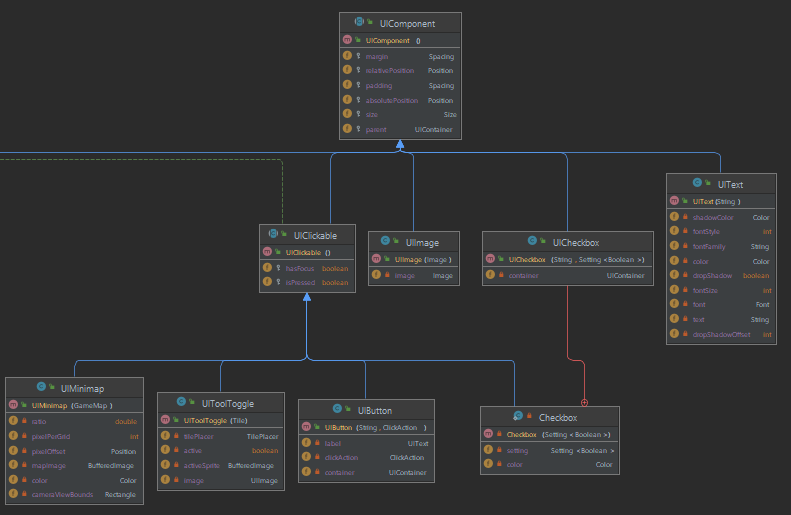 UIComponent
UIComponent ()
margin Spacing
relativePosition Position
padding Spacing
absolutePosition Position
size Size
parent UIContainer
UIText
UIText (String)
shadowColor Color
fontStyle int
fontFamily String
color Color
dropShadow boolean
fontSize int
font Font
text String
dropShadowOffset int
UIClickable
UIClickable ()
hasFocus boolean
isPressed boolean
UIImage
UIImage (Image)
image Image
UICheckbox
UICheckbox (String, Setting<Boolean>)
container UIContainer
UIMinimap
UIMinimap (GameMap)
ratio double
pixelPerGrid int
pixelOffset Position
mapImage BufferedImage
color Color
cameraViewBounds Rectangle
UIToolToggle
UIToolToggle (Tile)
tilePlacer TilePlacer
active boolean
activeSprite BufferedImage
image UIImage
UIButton
UIButton (String, ClickAction)
label UIText
clickAction ClickAction
container UIContainer
Checkbox
Checkbox (Setting<Boolean>)
setting Setting<Boolean>
color Color